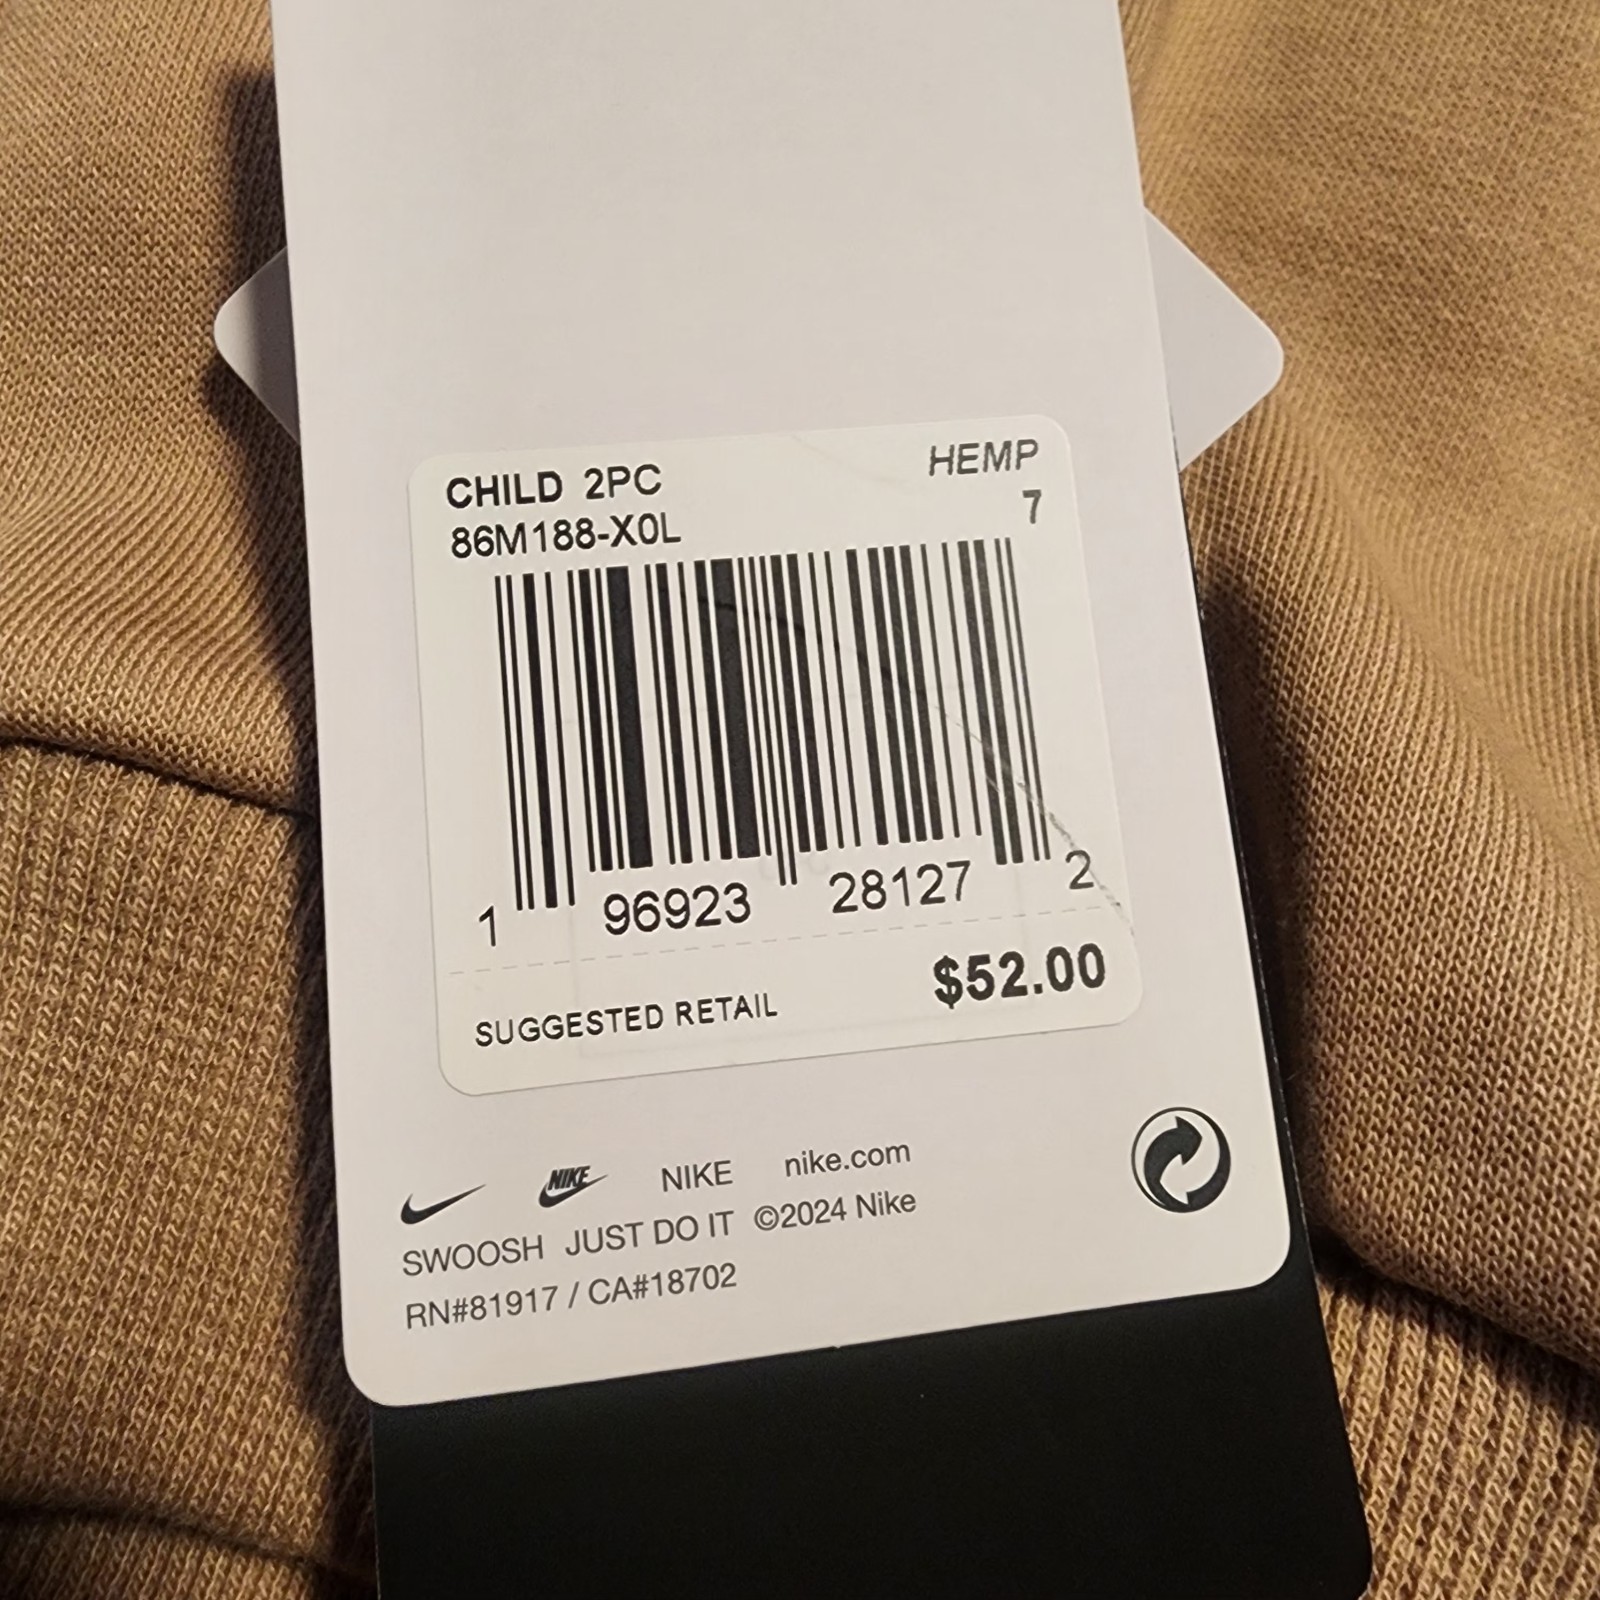 CHILD 2PC HEMP
86M188-X0L 7
1 96923 28127 2
SUGGESTED RETAIL $52.00
NIKE NIKE nike.com
SWOOSH JUST DO IT ©2024 Nike
RN#81917 / CA#18702